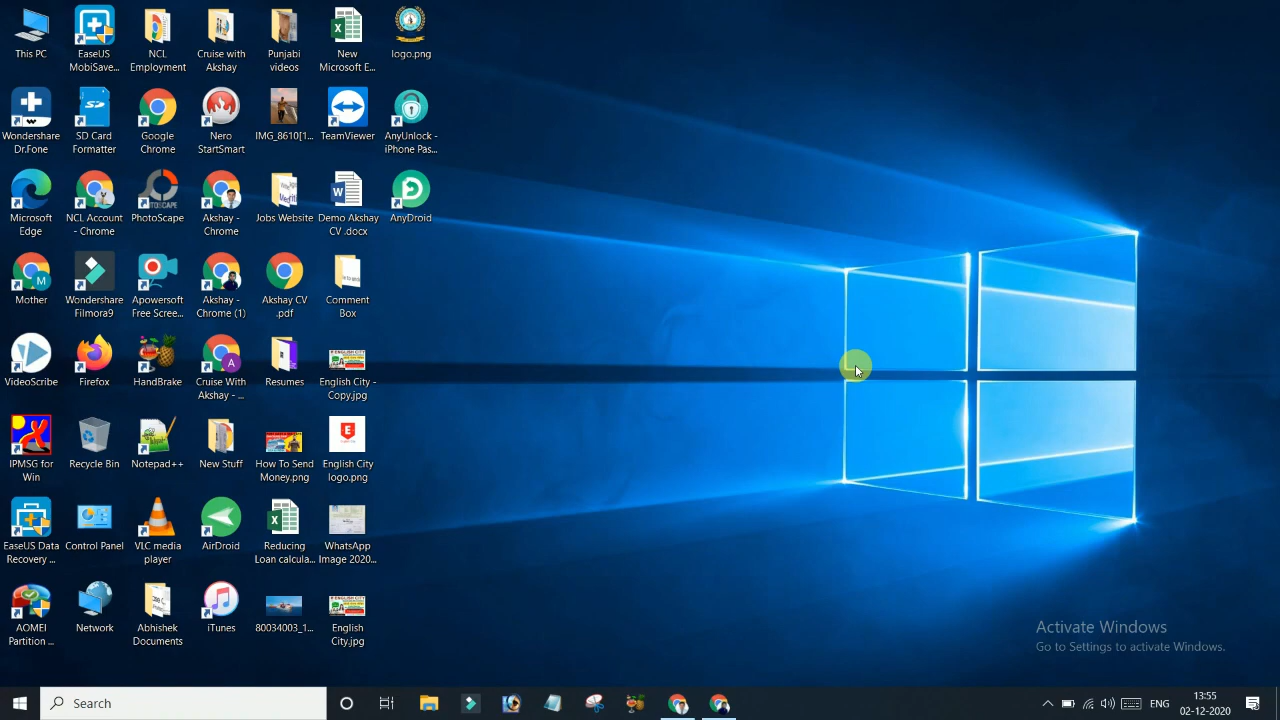 This PC
EaseUS
MobiSave...
NCL
Employment
Cruise with
Akshay
Punjabi
videos
New
Microsoft E...
logo.png
Wondershare
Dr.Fone
SD Card
Formatter
Google
Chrome
Nero
StartSmart
IMG_8610[1...
TeamViewer
AnyUnlock -
iPhone Pas...
Microsoft
Edge
NCL Account
- Chrome
PhotoScape
Akshay -
Chrome
Jobs Website
Demo Akshay
CV .docx
AnyDroid
Mother
Wondershare
Filmora9
Apowersoft
Free Scree...
Akshay -
Chrome (1)
Akshay CV
.pdf
Comment
Box
VideoScribe
Firefox
HandBrake
Cruise With
Akshay - ...
Resumes
English City -
Copy.jpg
IPMSG for
Win
Recycle Bin
Notepad++
New Stuff
How To Send
Money.png
English City
logo.png
EaseUS Data
Recovery ...
Control Panel
VLC media
player
AirDroid
Reducing
Loan calcula...
WhatsApp
Image 2020...
AOMEI
Partition ...
Network
Abhishek
Documents
iTunes
80034003_1...
English
City.jpg
Activate Windows
Go to Settings to activate Windows.
Search
ENG
13:55
02-12-2020